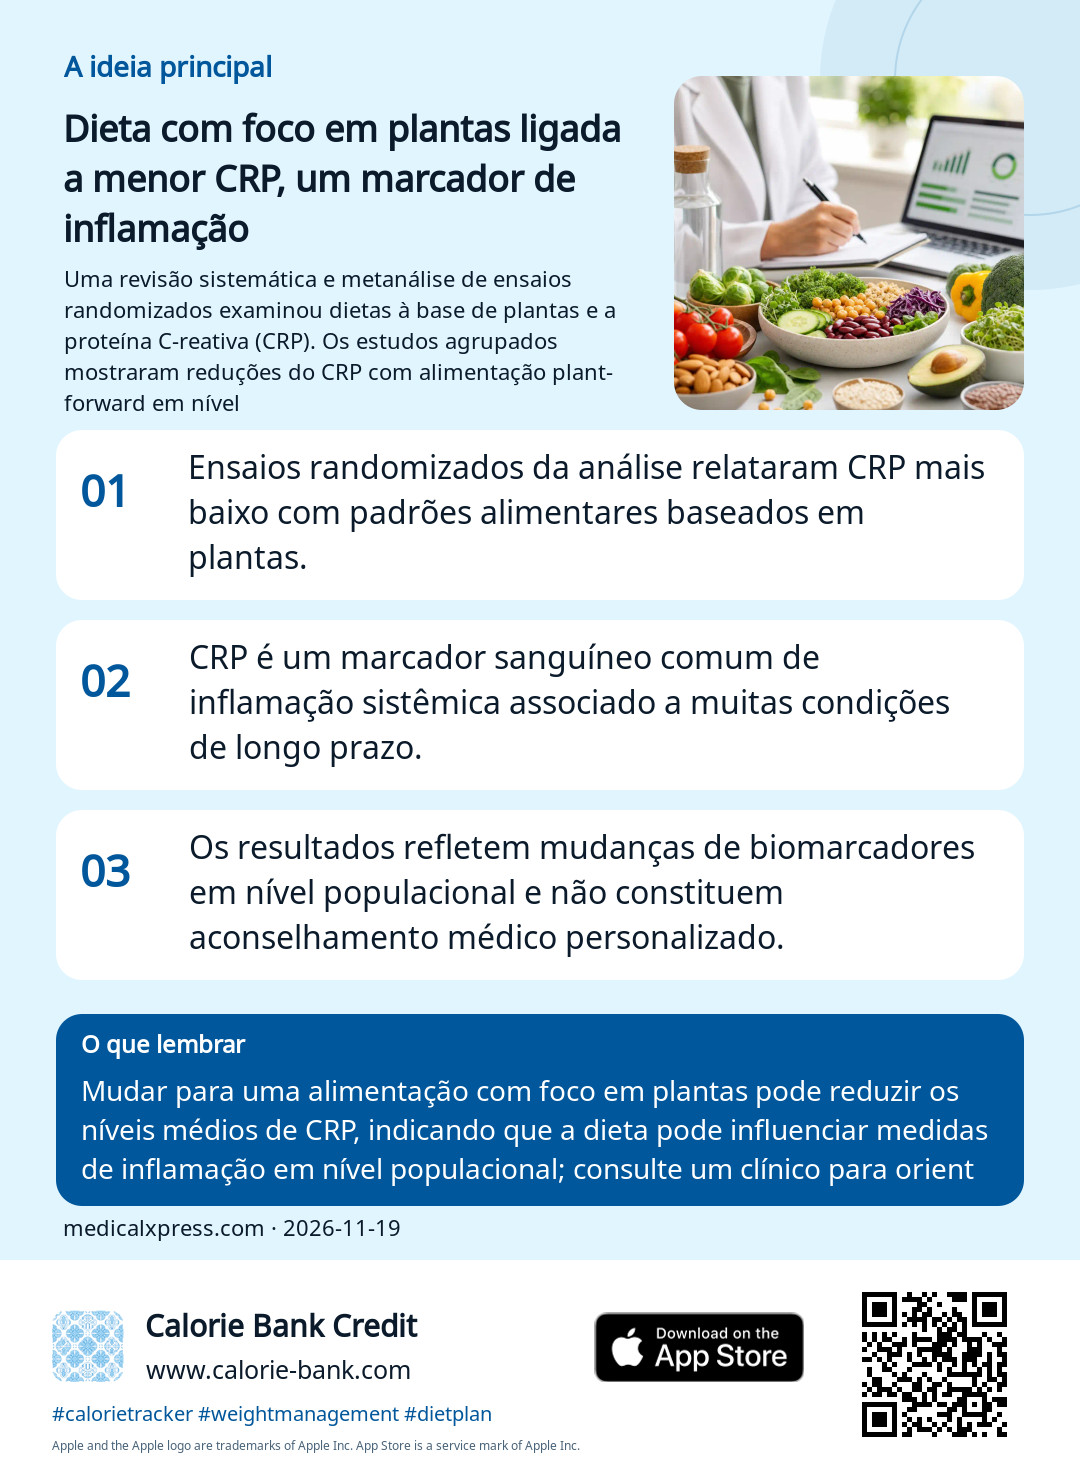 A ideia principal
Dieta com foco em plantas ligada
a menor CRP, um marcador de
inflamação
Uma revisão sistemática e metanálise de ensaios
randomizados examinou dietas à base de plantas e a
proteína C-reativa (CRP). Os estudos agrupados
mostraram reduções do CRP com alimentação plant-
forward em nível
01
Ensaios randomizados da análise relataram CRP mais
baixo com padrões alimentares baseados em
plantas.
02
CRP é um marcador sanguíneo comum de
inflamação sistêmica associado a muitas condições
de longo prazo.
03
Os resultados refletem mudanças de biomarcadores
em nível populacional e não constituem
aconselhamento médico personalizado.
O que lembrar
Mudar para uma alimentação com foco em plantas pode reduzir os
níveis médios de CRP, indicando que a dieta pode influenciar medidas
de inflamação em nível populacional; consulte um clínico para orient
medicalxpress.com · 2026-11-19
Calorie Bank Credit
www.calorie-bank.com
Download on the
App Store
#calorietracker #weightmanagement #dietplan
Apple and the Apple logo are trademarks of Apple Inc. App Store is a service mark of Apple Inc.